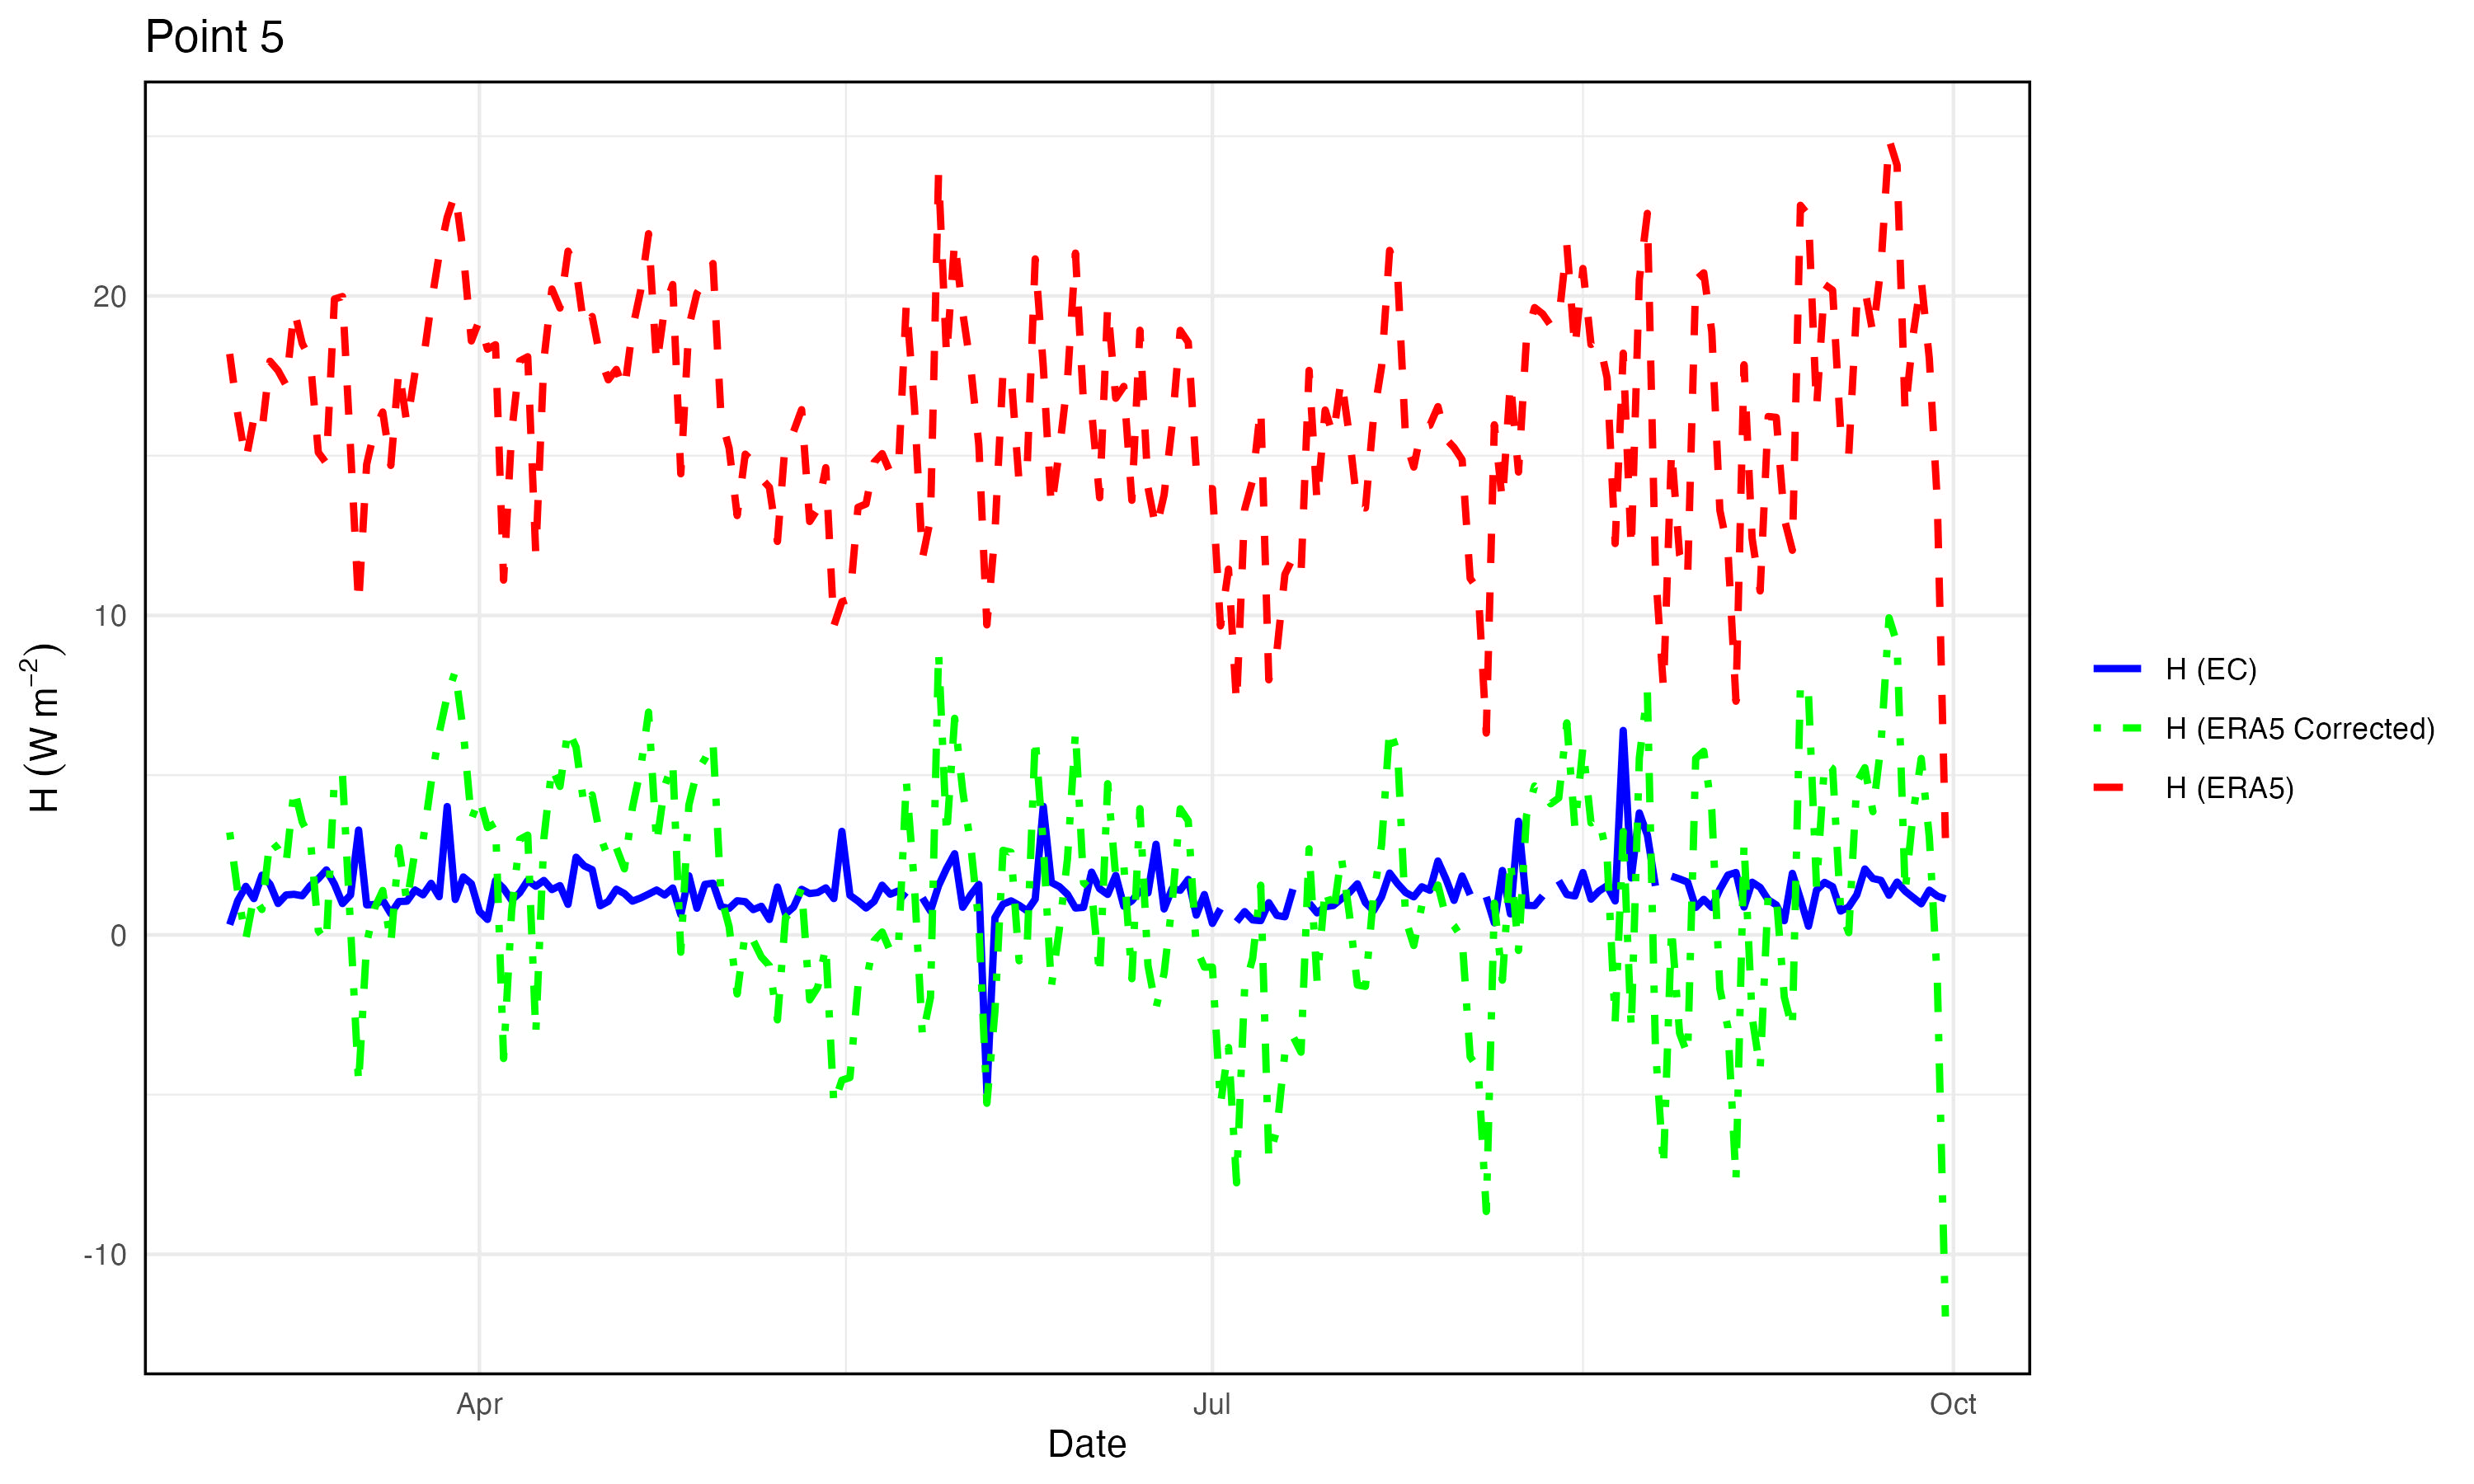 Point 5
20
10
0
-10
H (W m⁻²)
Apr
Jul
Oct
Date
H (EC)
H (ERA5 Corrected)
H (ERA5)